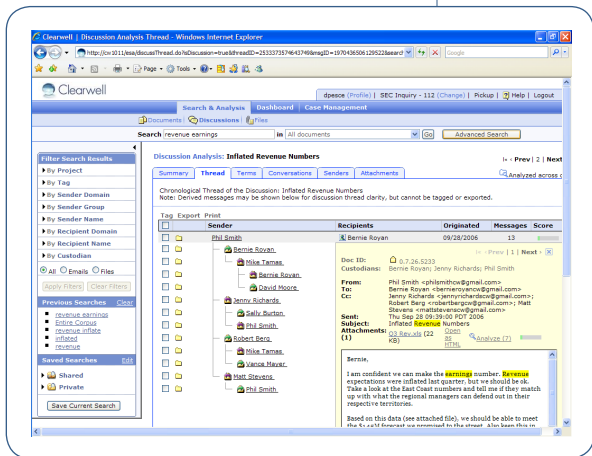 Clearwell | Discussion Analysis Thread - Windows Internet Explorer
Google
Page Tools
Clearwell
dpesce (Profile) | SEC Inquiry - 112 (Change) | Pickup | Help | Logout
Search & Analysis Dashboard | Case Management
Documents | Discussions | Files
Search revenue earnings in All documents Go Advanced Search
Filter Search Results
By Project
By Tag
By Sender Domain
By Sender Group
By Sender Name
By Recipient Domain
By Recipient Name
By Custodian
All Emails Files
Apply Filters Clear Filters
Previous Searches Clear
revenue earnings
Entire Corpus
revenue inflate
inflated
revenue
Saved Searches Edit
Shared
Private
Save Current Search
Discussion Analysis: Inflated Revenue Numbers
Prev | 2 | Next
Summary Thread Terms Conversations Senders Attachments
Analyzed across
Chronological Thread of the Discussion: Inflated Revenue Numbers
Note: Derived messages may be shown below for discussion thread clarity, but cannot be tagged or exported.
Tag Export Print
Sender Recipients Originated Messages Score
Phil Smith Bernie Royan 09/28/2006 13
Bernie Royan
Mike Tamas
Bernie Royan
David Moore
Jenny Richards
Sally Burton
Phil Smith
Robert Berg
Mike Tamas
Vance Mayer
Matt Stevens
Phil Smith
Prev | 1 | Next
Doc ID: 0.7.26.5233
Custodians: Bernie Royan; Jenny Richards; Phil Smith
From: Phil Smith <philsmithcw@gmail.com>
To: Bernie Royan <bernieroyancw@gmail.com>
Cc: Jenny Richards <jennyrichardscw@gmail.com>;
Robert Berg <robertbergcw@gmail.com>; Matt
Stevens <mattstevenscw@gmail.com>
Sent: Thu Sep 28 09:39:00 PDT 2006
Subject: Inflated Revenue Numbers
Attachments: (1) Q3 Rev.xls (22 KB) Open as HTML Analyze (7)
Bernie,
I am confident we can make the earnings number. Revenue
expectations were inflated last quarter, but we should be ok.
Take a look at the East Coast numbers and tell me if they match
up with what the regional managers can defend out in their
respective territories.
Based on this data (see attached file), we should be able to meet
forecast we promised to the street. Also keep this in